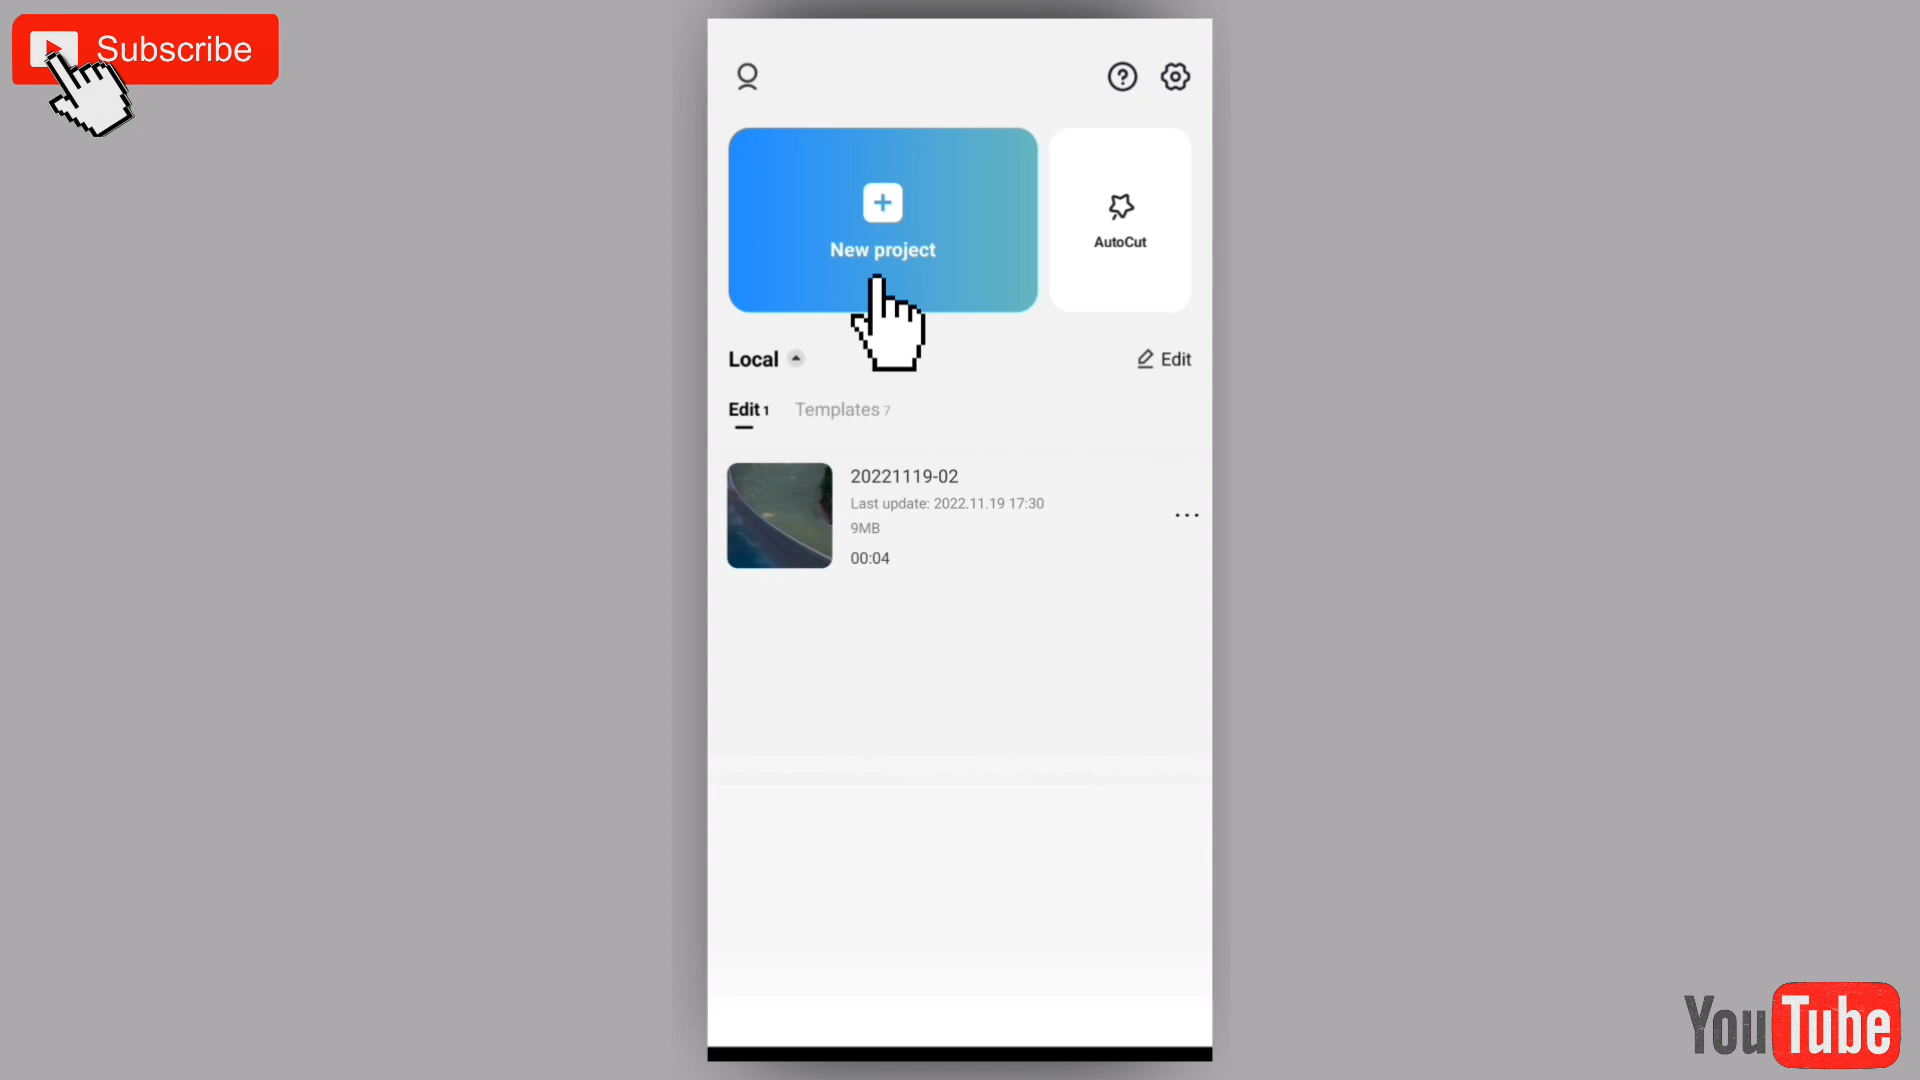 Subscribe
New project
AutoCut
Local
Edit
Edit 1
Templates 7
20221119-02
Last update: 2022.11.19 17:30
9MB
00:04
YouTube